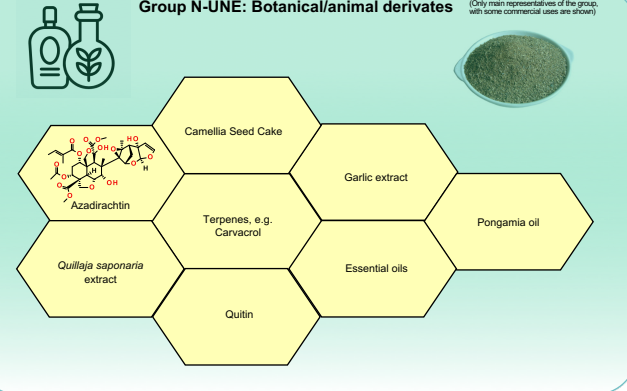 Group N-UNE: Botanical/animal derivates
(Only main representatives of the group,
with some commercial uses are shown)
Camellia Seed Cake
Azadirachtin
Garlic extract
Terpenes, e.g.
Carvacrol
Pongamia oil
Quillaja saponaria
extract
Essential oils
Quitin